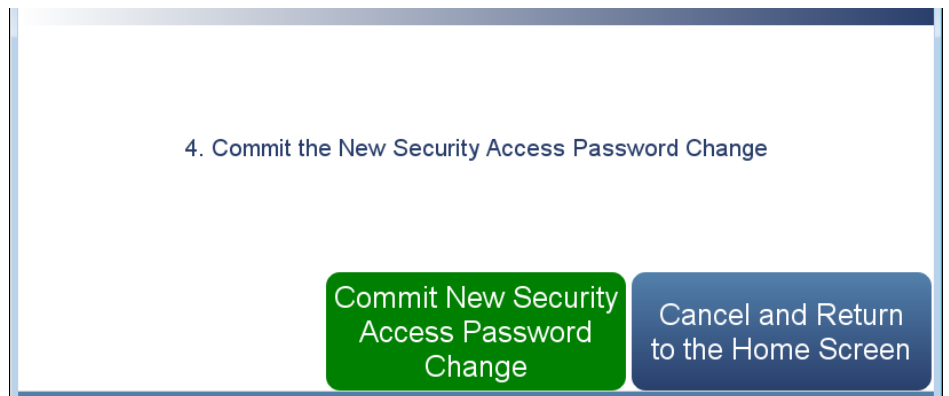 4. Commit the New Security Access Password Change
Commit New Security
Access Password
Change
Cancel and Return
to the Home Screen